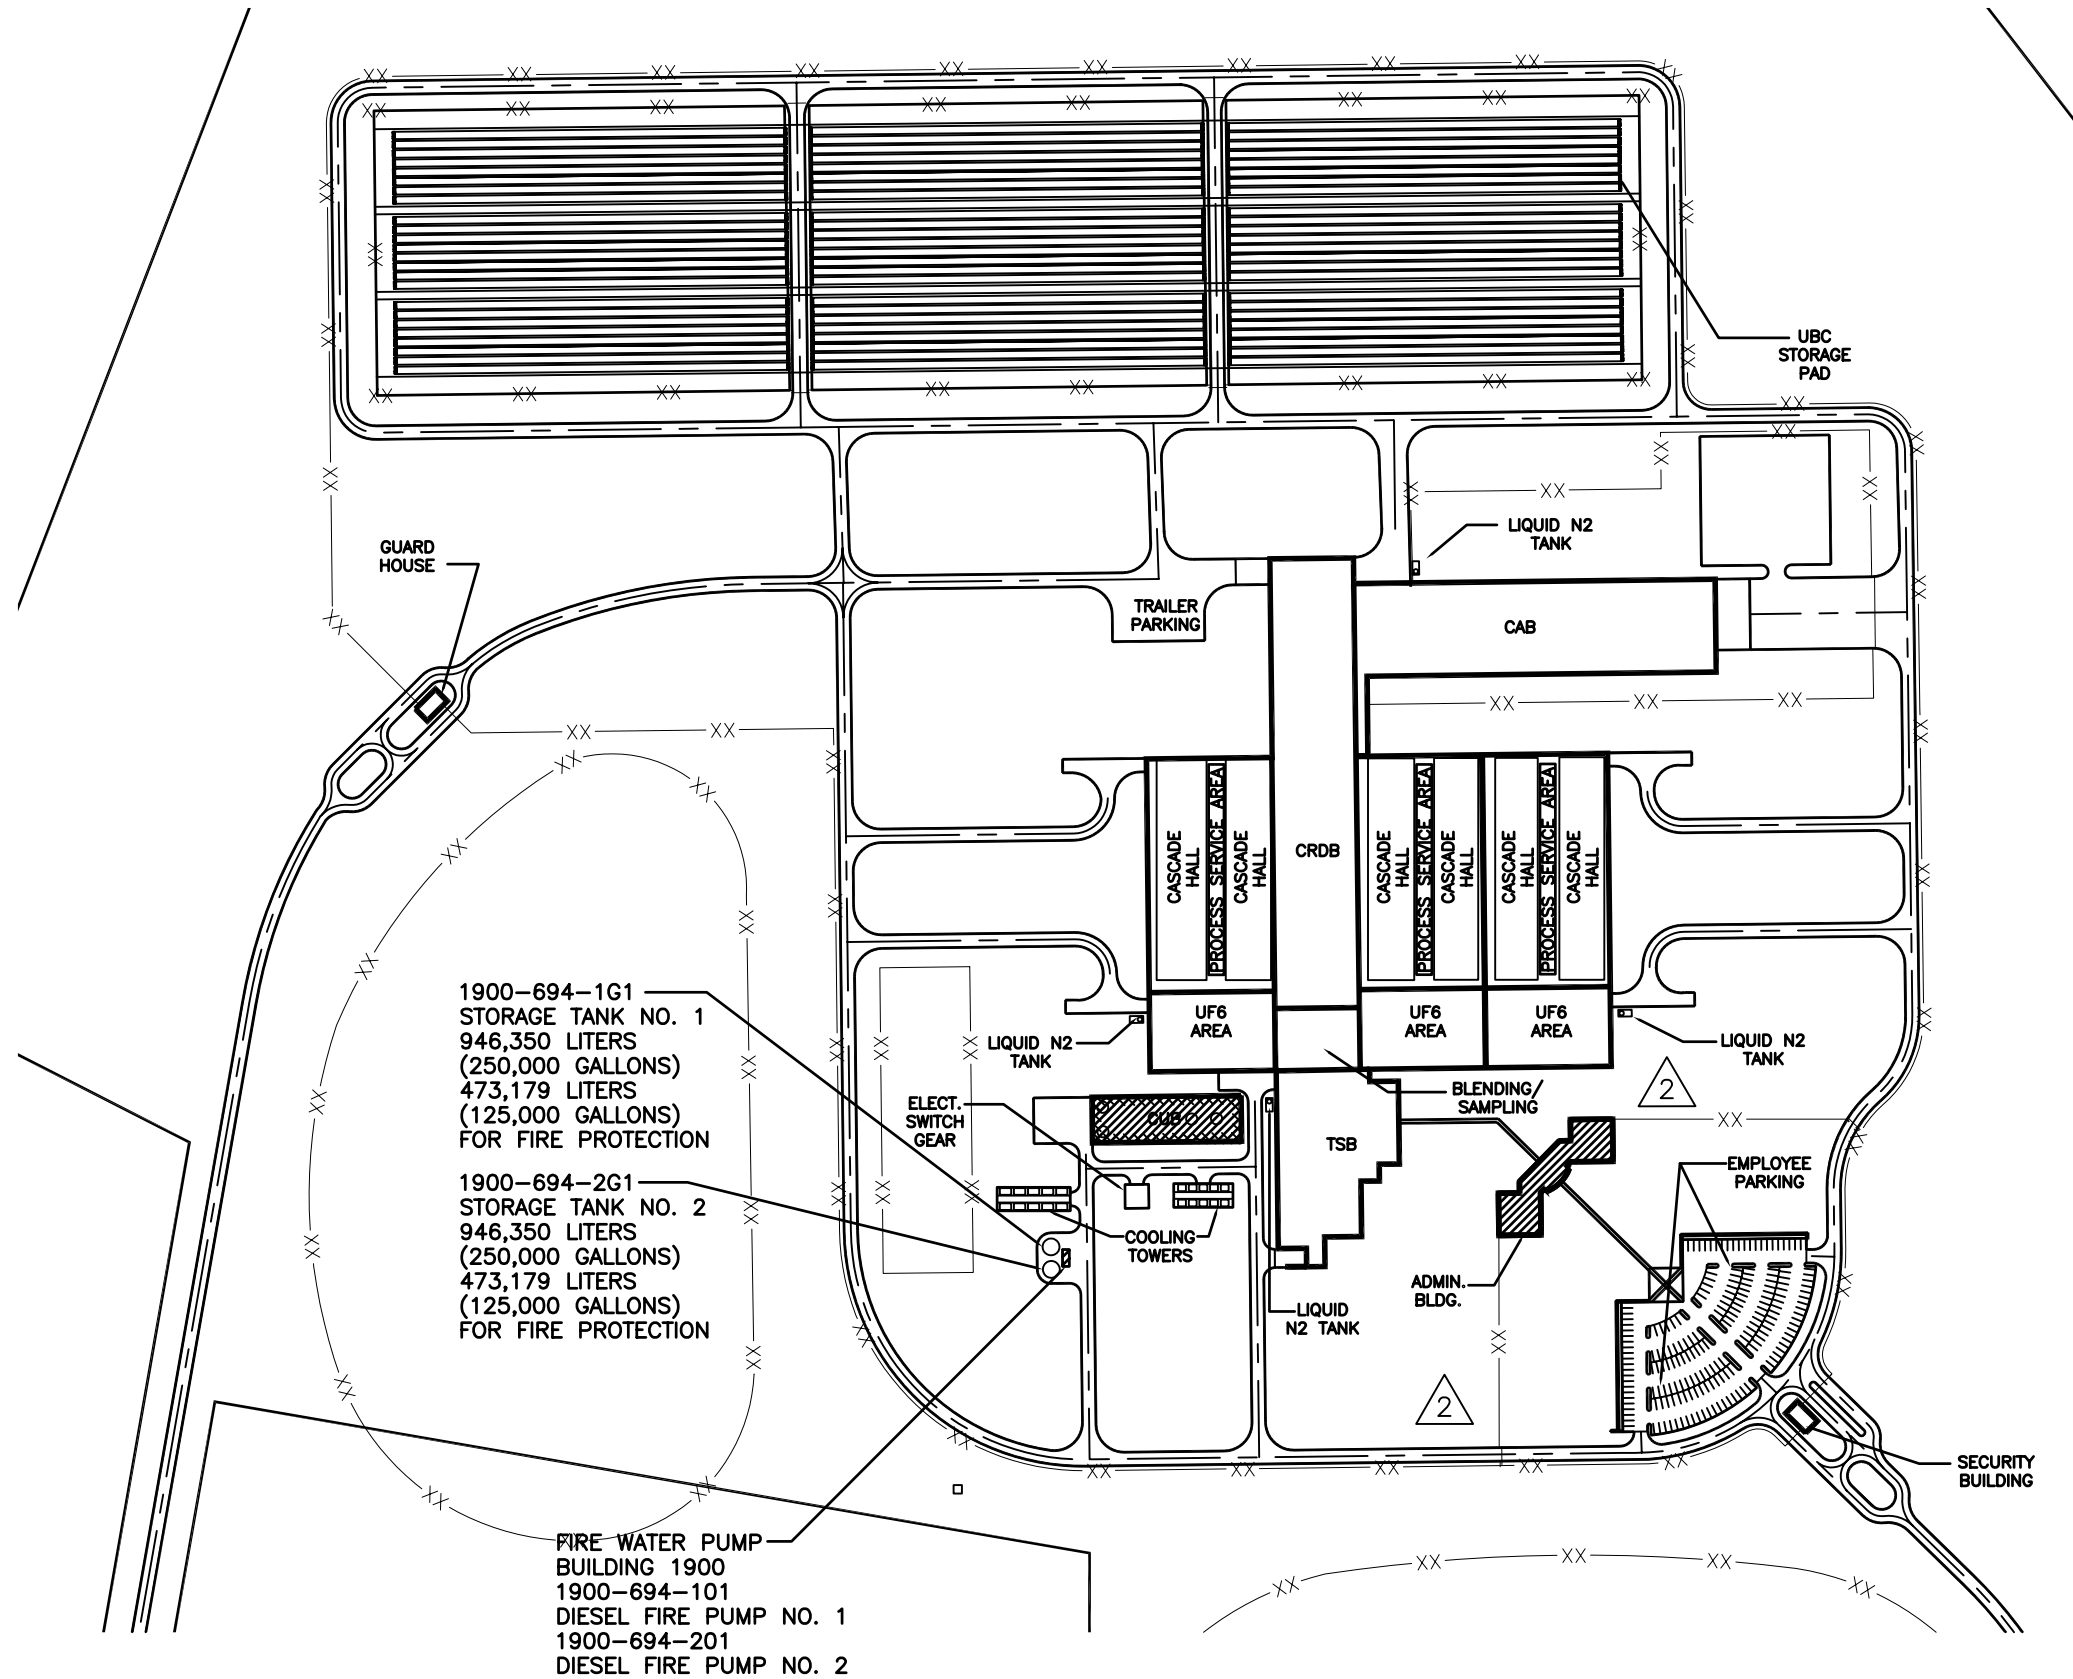 UBC
STORAGE
PAD
LIQUID N2
TANK
GUARD
HOUSE
TRAILER
PARKING
CAB
CASCADE
HALL
PROCESS SERVICE AREA
CASCADE
HALL
CRDB
CASCADE
HALL
PROCESS SERVICE AREA
CASCADE
HALL
CASCADE
HALL
PROCESS SERVICE AREA
CASCADE
HALL
1900-694-1G1
STORAGE TANK NO. 1
946,350 LITERS
(250,000 GALLONS)
473,179 LITERS
(125,000 GALLONS)
FOR FIRE PROTECTION
UF6
AREA
UF6
AREA
UF6
AREA
LIQUID N2
TANK
LIQUID N2
TANK
2
BLENDING/
SAMPLING
ELECT.
SWITCH
GEAR
CUB
TSB
EMPLOYEE
PARKING
1900-694-2G1
STORAGE TANK NO. 2
946,350 LITERS
(250,000 GALLONS)
473,179 LITERS
(125,000 GALLONS)
FOR FIRE PROTECTION
COOLING
TOWERS
ADMIN.
BLDG.
LIQUID
N2 TANK
2
SECURITY
BUILDING
FIRE WATER PUMP
BUILDING 1900
1900-694-101
DIESEL FIRE PUMP NO. 1
1900-694-201
DIESEL FIRE PUMP NO. 2